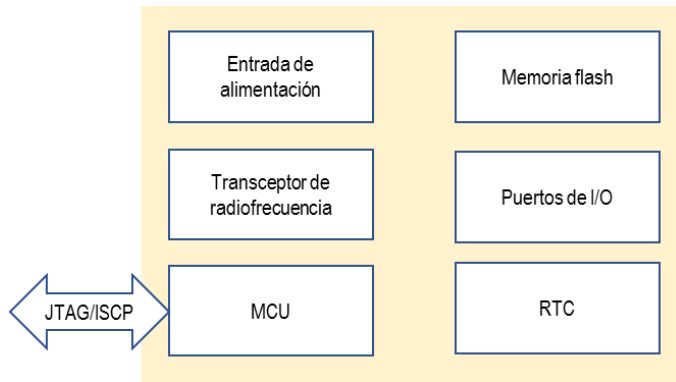 Entrada de
alimentación
Memoria flash
Transceptor de
radiofrecuencia
Puertos de I/O
JTAG/ISCP
MCU
RTC